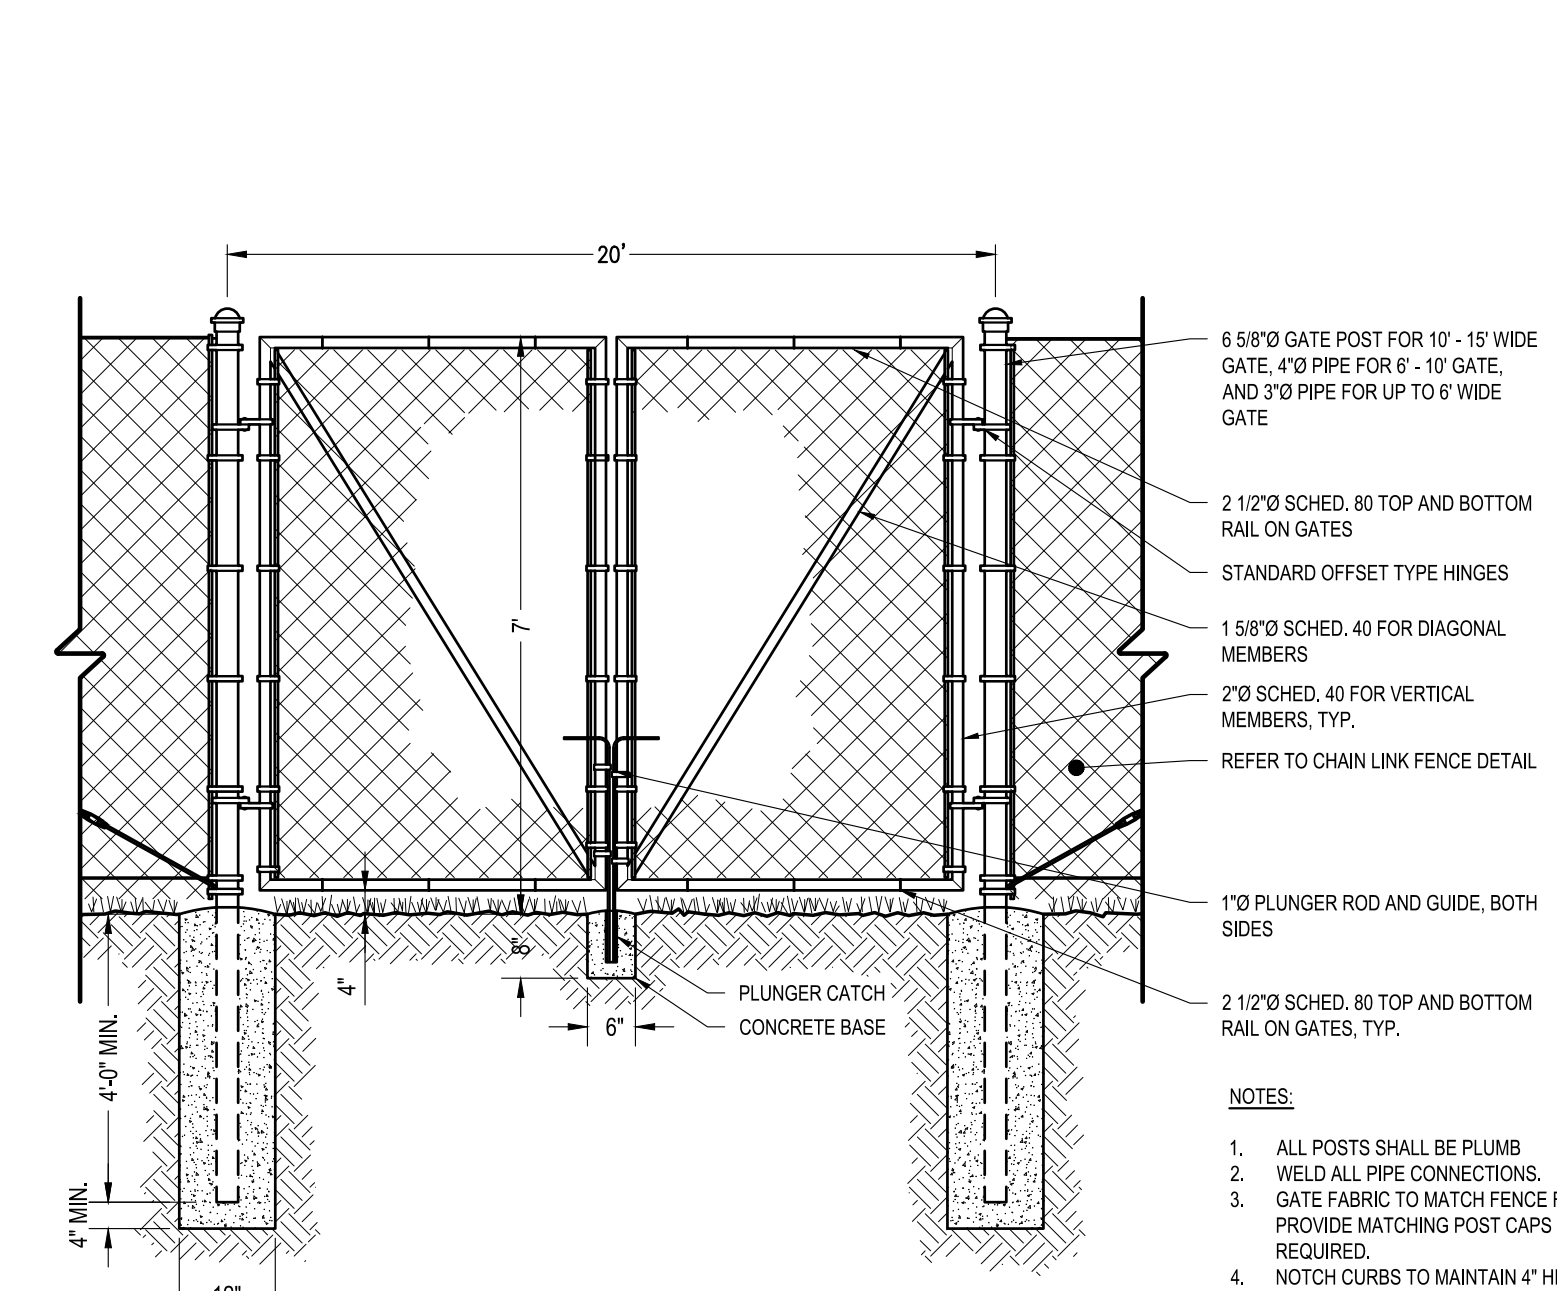 20'
6 5/8"Ø GATE POST FOR 10' - 15' WIDE
GATE, 4"Ø PIPE FOR 6' - 10' GATE,
AND 3"Ø PIPE FOR UP TO 6' WIDE
GATE
2 1/2"Ø SCHED. 80 TOP AND BOTTOM
RAIL ON GATES
STANDARD OFFSET TYPE HINGES
1 5/8"Ø SCHED. 40 FOR DIAGONAL
MEMBERS
7'
2"Ø SCHED. 40 FOR VERTICAL
MEMBERS, TYP.
REFER TO CHAIN LINK FENCE DETAIL
1"Ø PLUNGER ROD AND GUIDE, BOTH
SIDES
8"
4"
PLUNGER CATCH
6"
CONCRETE BASE
2 1/2"Ø SCHED. 80 TOP AND BOTTOM
RAIL ON GATES, TYP.
4'-0" MIN.
4" MIN.
NOTES:
1. ALL POSTS SHALL BE PLUMB
2. WELD ALL PIPE CONNECTIONS.
3. GATE FABRIC TO MATCH FENCE
PROVIDE MATCHING POST CAPS
REQUIRED.
4. NOTCH CURBS TO MAINTAIN 4"